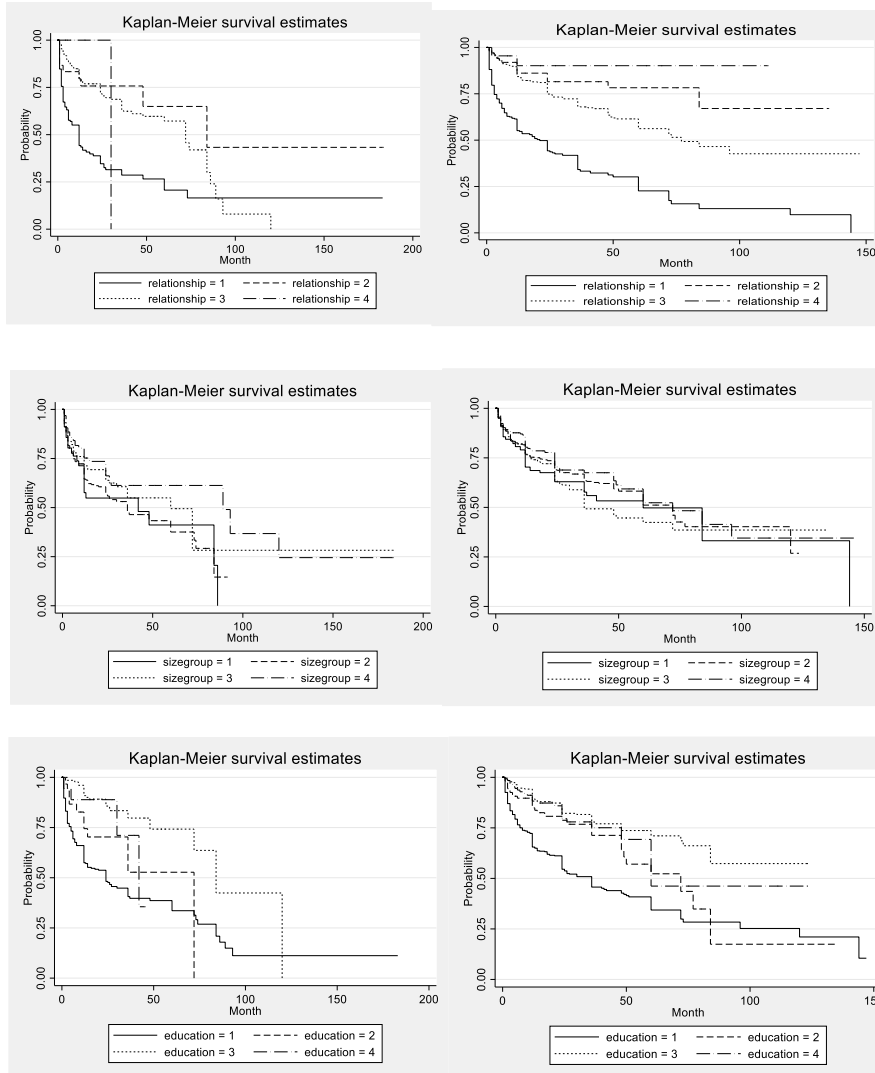 Kaplan-Meier survival estimates
1.00
0.75
0.50
0.25
0.00
Probability
0 50 100 150 200
Month
relationship = 1 relationship = 2
relationship = 3 relationship = 4
Kaplan-Meier survival estimates
1.00
0.75
0.50
0.25
0.00
Probability
0 50 100 150
Month
relationship = 1 relationship = 2
relationship = 3 relationship = 4
Kaplan-Meier survival estimates
1.00
0.75
0.50
0.25
0.00
Probability
0 50 100 150 200
Month
sizegroup = 1 sizegroup = 2
sizegroup = 3 sizegroup = 4
Kaplan-Meier survival estimates
1.00
0.75
0.50
0.25
0.00
Probability
0 50 100 150
Month
sizegroup = 1 sizegroup = 2
sizegroup = 3 sizegroup = 4
Kaplan-Meier survival estimates
1.00
0.75
0.50
0.25
0.00
Probability
0 50 100 150 200
Month
education = 1 education = 2
education = 3 education = 4
Kaplan-Meier survival estimates
1.00
0.75
0.50
0.25
0.00
Probability
0 50 100 15
Month
education = 1 education = 2
education = 3 education = 4